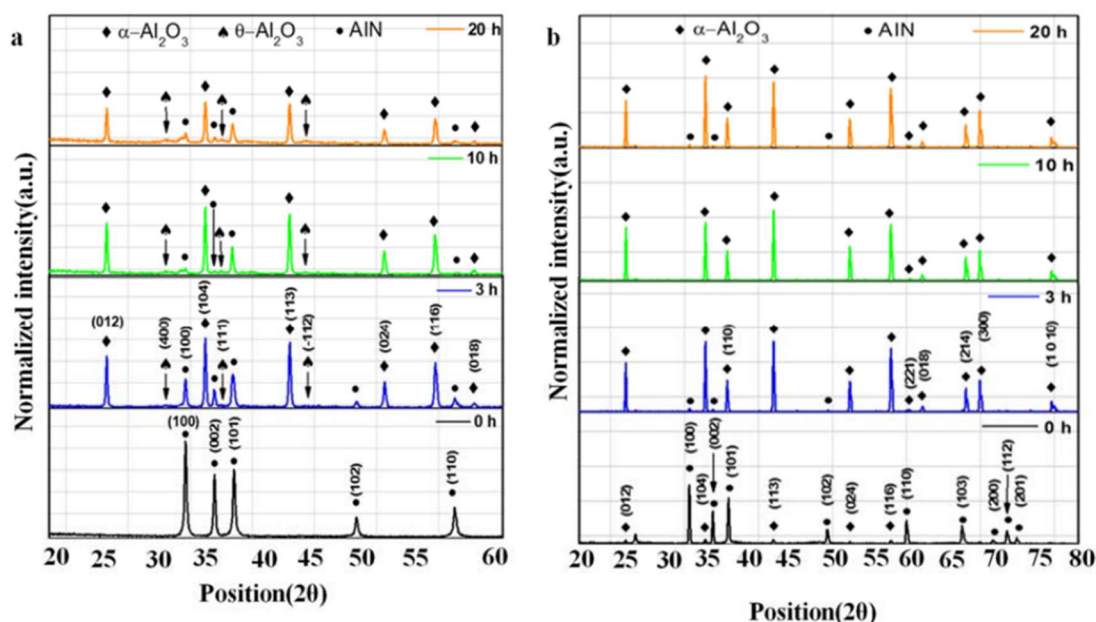 a
α–Al2O3 θ–Al2O3 AlN 20 h
10 h
3 h
(012) (400) (100) (104) (111) (113) (-112) (024) (116) (018)
0 h
(100) (002) (101) (102) (110)
20 25 30 35 40 45 50 55 60
Position(2θ)
Normalized intensity(a.u.)
b
α–Al2O3 AlN 20 h
10 h
3 h
(110) (221) (018) (214) (300) (1 0 10)
0 h
(012) (100) (104) (002) (101) (113) (102) (024) (116) (110) (103) (200) (112) (201)
20 25 30 35 40 45 50 55 60 65 70 75 80
Position(2θ)
Normalized intensity(a.u.)